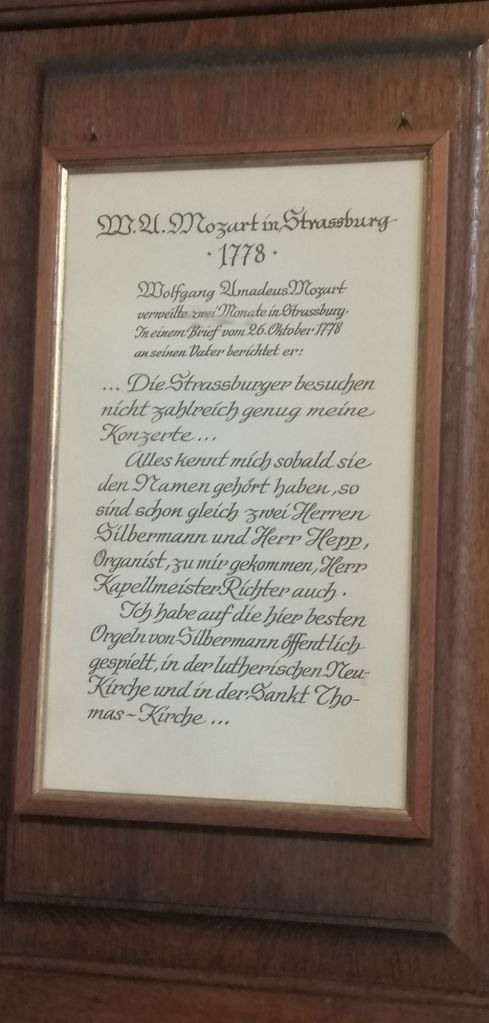 W. A. Mozart in Strassburg
· 1778 ·
Wolfgang Amadeus Mozart
verweilte zwei Monate in Strassburg.
In einem Brief vom 26. Oktober 1778
an seinen Vater berichtet er:
... Die Strassburger besuchen
nicht zahlreich genug meine
Konzerte ...
Alles kennt mich sobald sie
den Namen gehört haben, so
sind schon gleich zwei Herren
Silbermann und Herr Hepp,
Organist, zu mir gekommen, Herr
Kapellmeister Richter auch.
Ich habe auf die hier besten
Orgeln von Silbermann öffentlich
gespielt, in der lutherischen Neu-
Kirche und in der Sankt Tho-
mas-Kirche ...